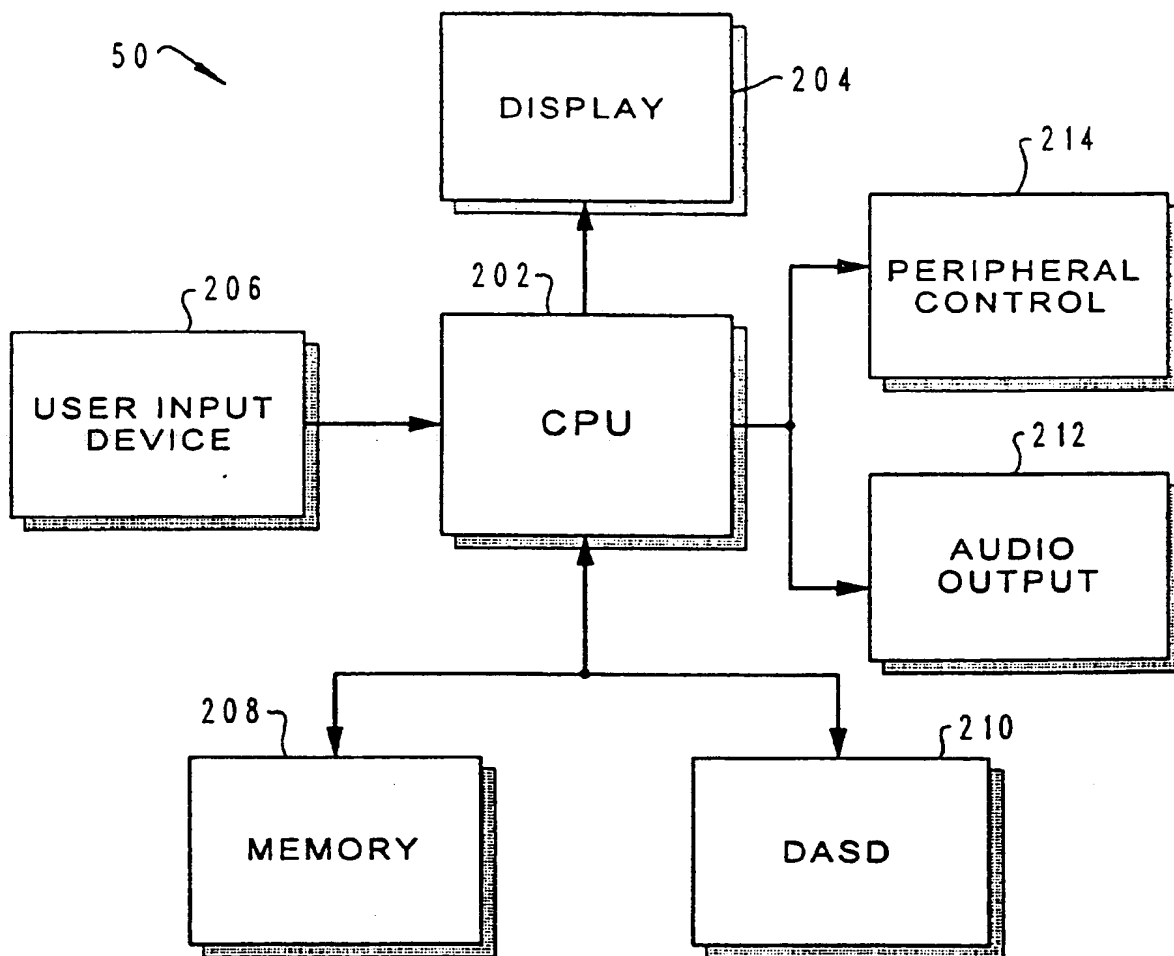 50
DISPLAY
204
214
PERIPHERAL
CONTROL
202
206
USER INPUT
DEVICE
CPU
212
AUDIO
OUTPUT
208
MEMORY
210
DASD